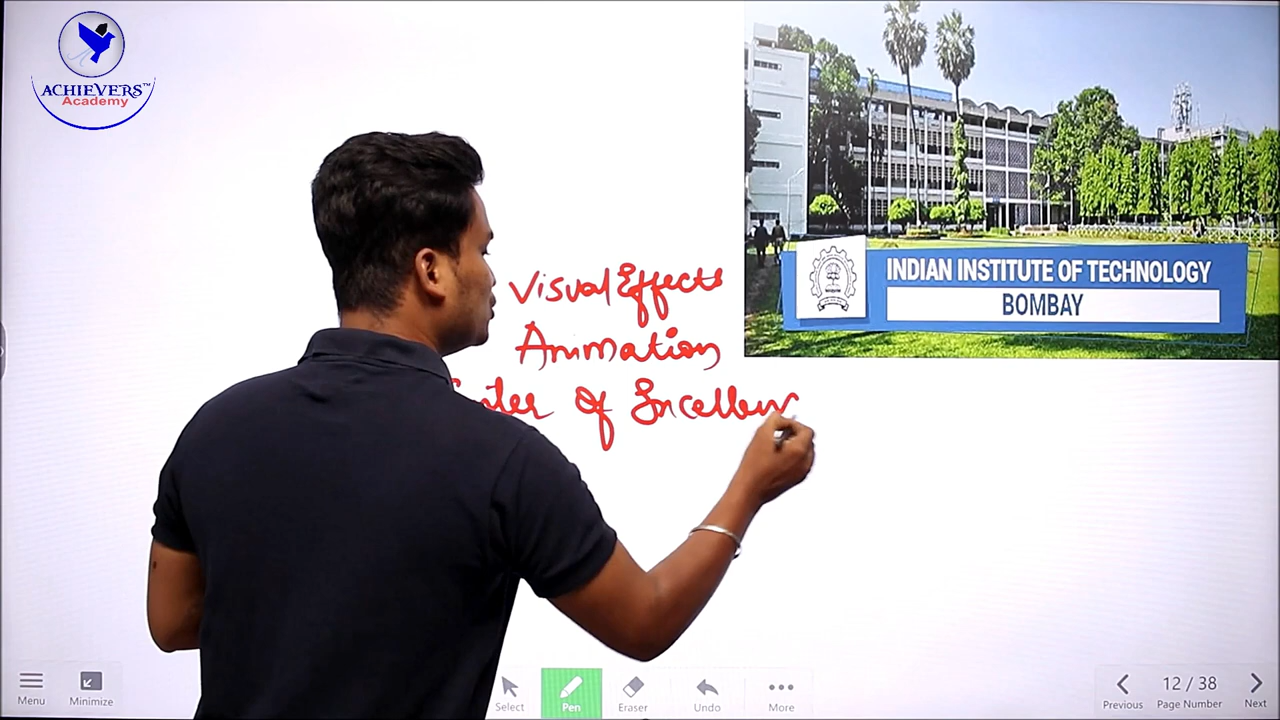 ACHIEVERS™
Academy
INDIAN INSTITUTE OF TECHNOLOGY
BOMBAY
Visual Effects
Animation
of Excellen
Menu
Minimize
Select
Pen
Eraser
Undo
More
Previous
12 / 38
Page Number
Next